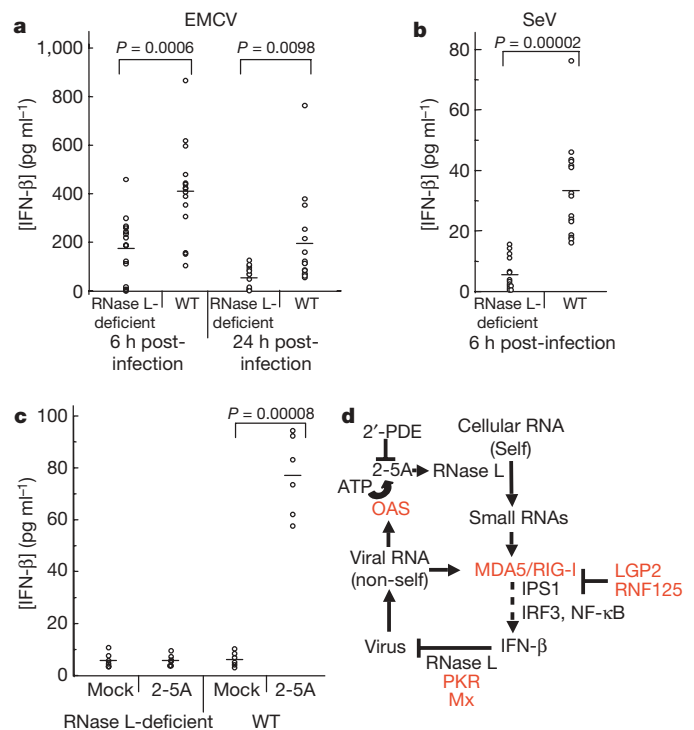 a
EMCV
1,000
800
600
400
200
0
[IFN-β] (pg ml⁻¹)
P = 0.0006
P = 0.0098
RNase L-
deficient
WT
RNase L-
deficient
WT
6 h post-
infection
24 h post-
infection
b
SeV
80
60
40
20
0
[IFN-β] (pg ml⁻¹)
P = 0.00002
RNase L-
deficient
WT
6 h post-infection
c
100
80
60
40
20
0
[IFN-β] (pg ml⁻¹)
P = 0.00008
Mock
2-5A
Mock
2-5A
RNase L-deficient
WT
d
2′-PDE
Cellular RNA
(Self)
2-5A
RNase L
ATP
OAS
Small RNAs
Viral RNA
(non-self)
MDA5/RIG-I
LGP2
RNF125
IPS1
IRF3, NF-κB
Virus
IFN-β
RNase L
PKR
Mx